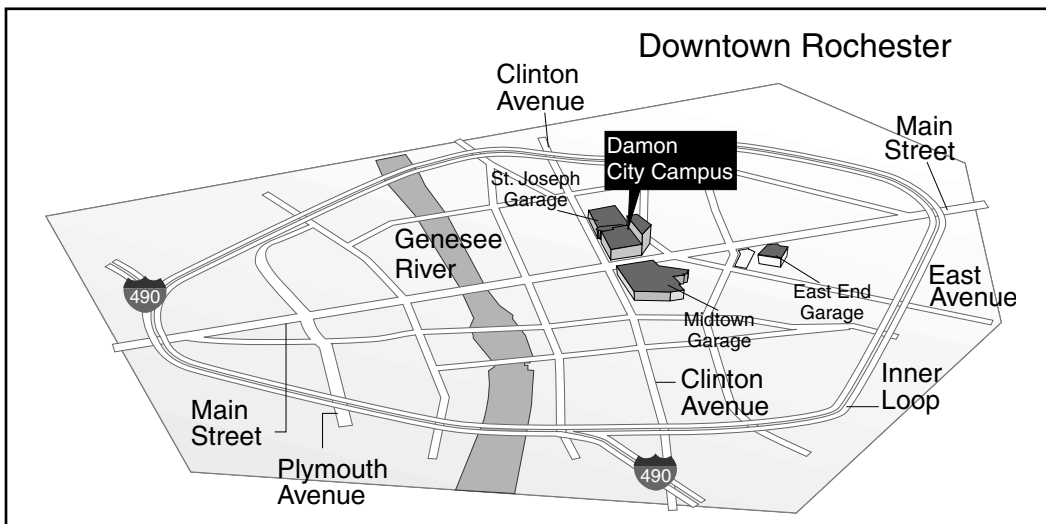 Downtown Rochester
Clinton
Avenue
Main
Street
Damon
City Campus
St. Joseph
Garage
Genesee
River
490
East
Avenue
East End
Garage
Midtown
Garage
Inner
Loop
Clinton
Avenue
Main
Street
Plymouth
Avenue
490